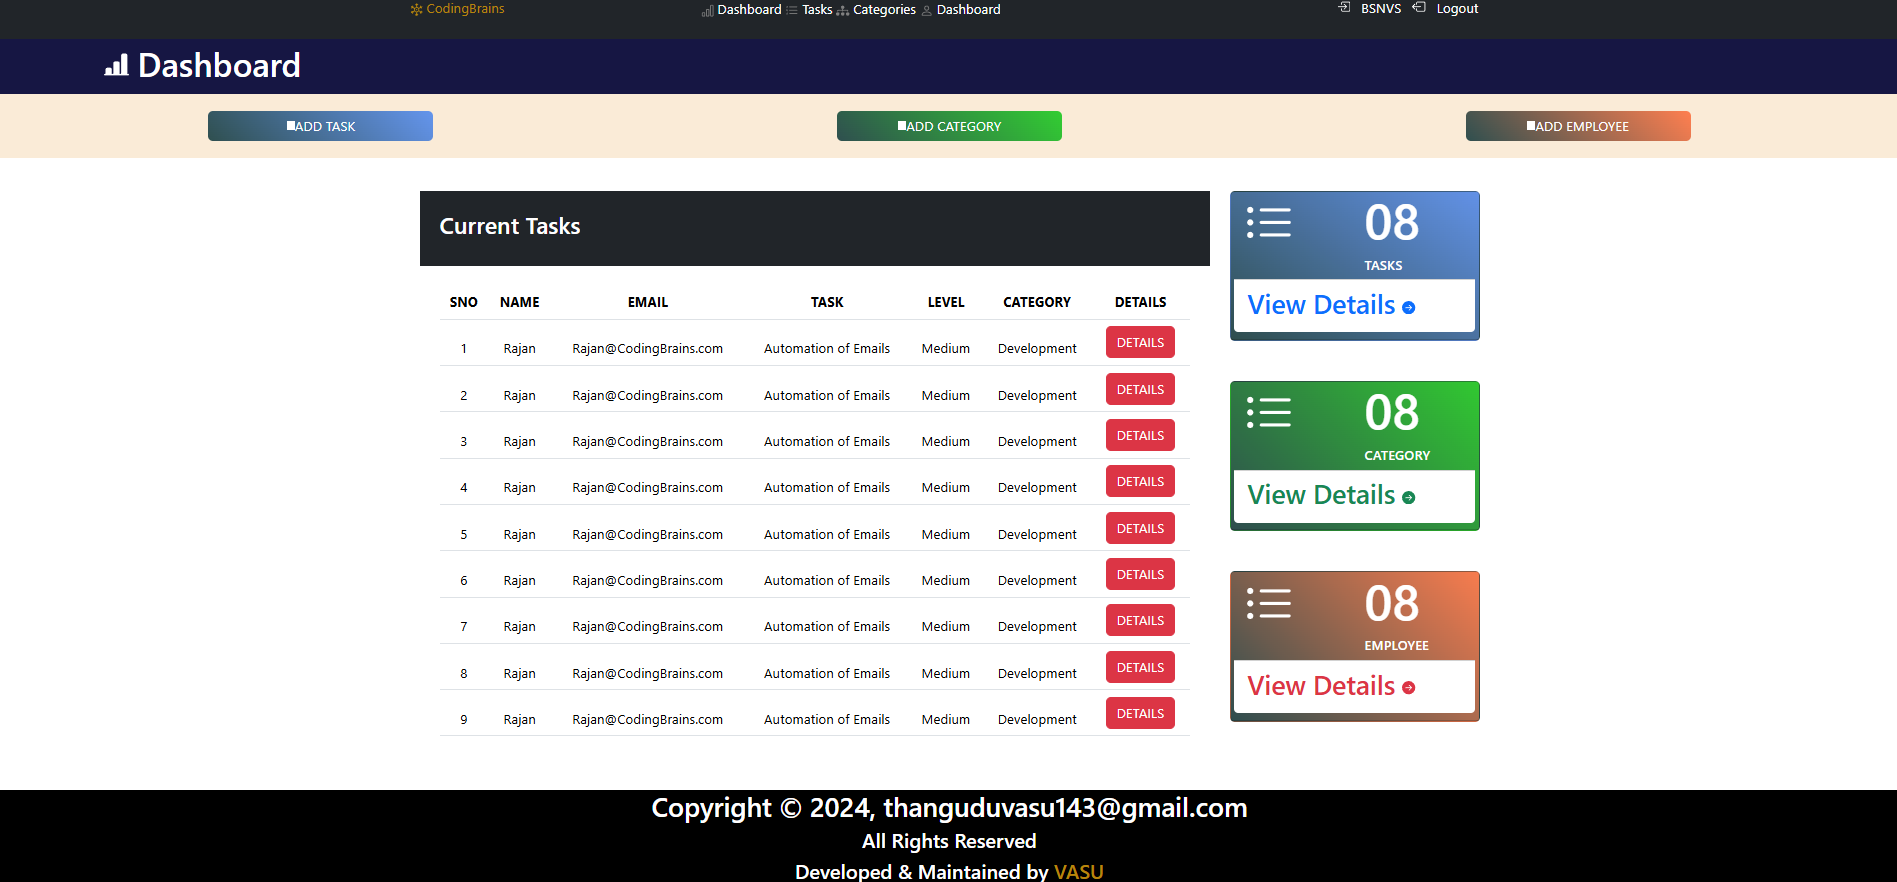 CodingBrains Dashboard Tasks Categories Dashboard BSNVS Logout
Dashboard
ADD TASK ADD CATEGORY ADD EMPLOYEE
Current Tasks
SNO NAME EMAIL TASK LEVEL CATEGORY DETAILS
1 Rajan Rajan@CodingBrains.com Automation of Emails Medium Development DETAILS
2 Rajan Rajan@CodingBrains.com Automation of Emails Medium Development DETAILS
3 Rajan Rajan@CodingBrains.com Automation of Emails Medium Development DETAILS
4 Rajan Rajan@CodingBrains.com Automation of Emails Medium Development DETAILS
5 Rajan Rajan@CodingBrains.com Automation of Emails Medium Development DETAILS
6 Rajan Rajan@CodingBrains.com Automation of Emails Medium Development DETAILS
7 Rajan Rajan@CodingBrains.com Automation of Emails Medium Development DETAILS
8 Rajan Rajan@CodingBrains.com Automation of Emails Medium Development DETAILS
9 Rajan Rajan@CodingBrains.com Automation of Emails Medium Development DETAILS
08
TASKS
View Details
08
CATEGORY
View Details
08
EMPLOYEE
View Details
Copyright © 2024, thanguduvasu143@gmail.com
All Rights Reserved
Developed & Maintained by VASU